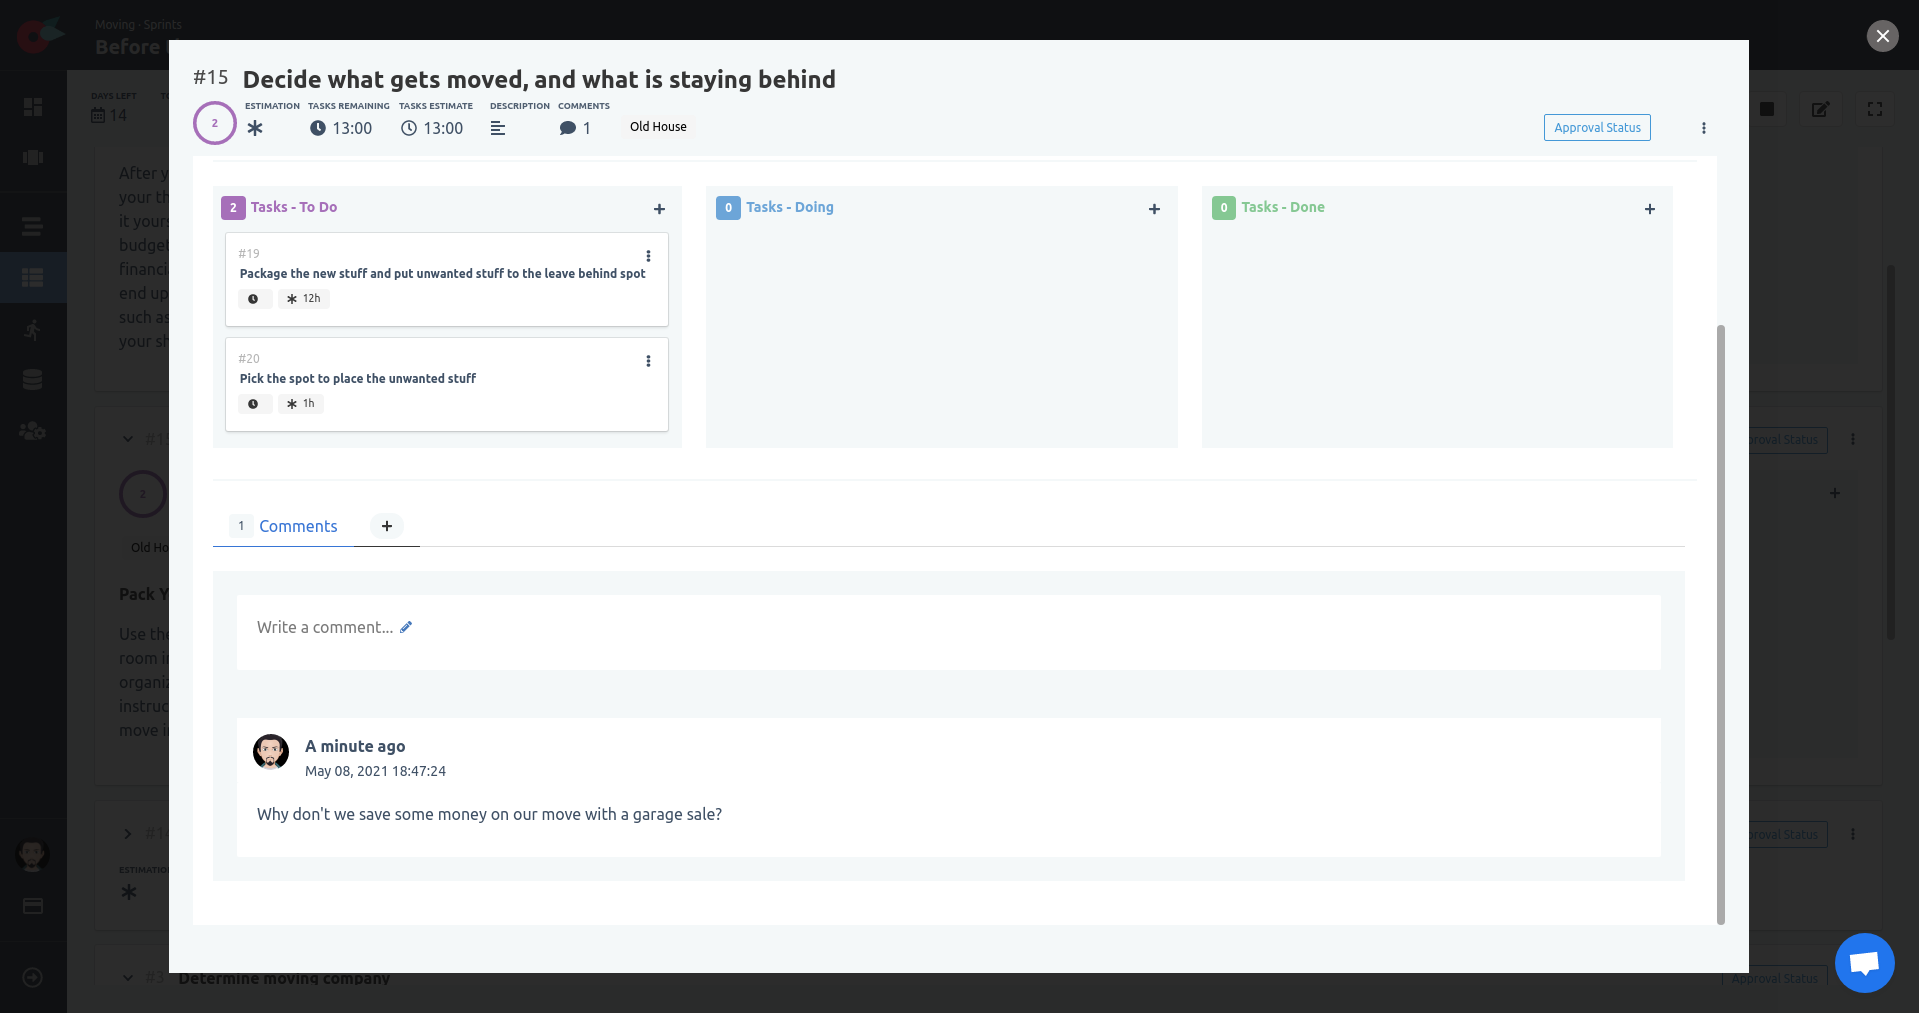 Moving - Sprints
Before
#15 Decide what gets moved, and what is staying behind
2
ESTIMATION
TASKS REMAINING
13:00
TASKS ESTIMATE
13:00
DESCRIPTION
COMMENTS
1
Old House
Approval Status
2 Tasks - To Do
#19
Package the new stuff and put unwanted stuff to the leave behind spot
12h
#20
Pick the spot to place the unwanted stuff
1h
0 Tasks - Doing
0 Tasks - Done
1 Comments
Write a comment...
A minute ago
May 08, 2021 18:47:24
Why don't we save some money on our move with a garage sale?
DAYS LEFT
14
After
your th
it yours
budget
financi
end up
such as
your sh
2
Old Ho
Pack Y
Use the
room i
organiz
instruc
move i
ESTIMATION
#3 Determine moving company
Approval Status